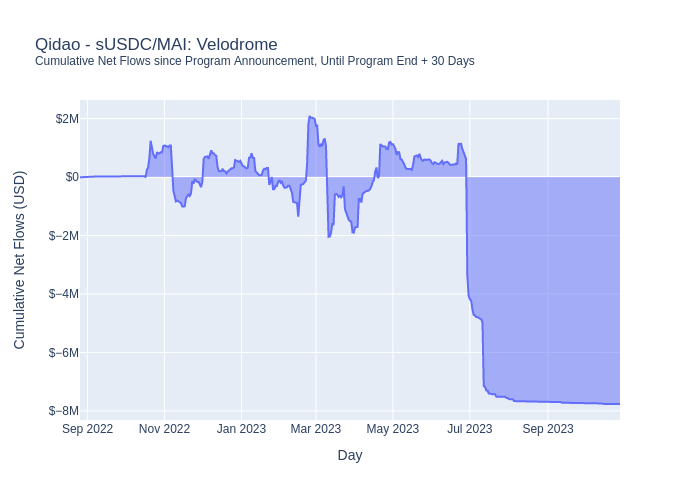 Qidao - sUSDC/MAI: Velodrome
Cumulative Net Flows since Program Announcement, Until Program End + 30 Days
Cumulative Net Flows (USD)
$2M
$0
$−2M
$−4M
$−6M
$−8M
Sep 2022 Nov 2022 Jan 2023 Mar 2023 May 2023 Jul 2023 Sep 2023
Day